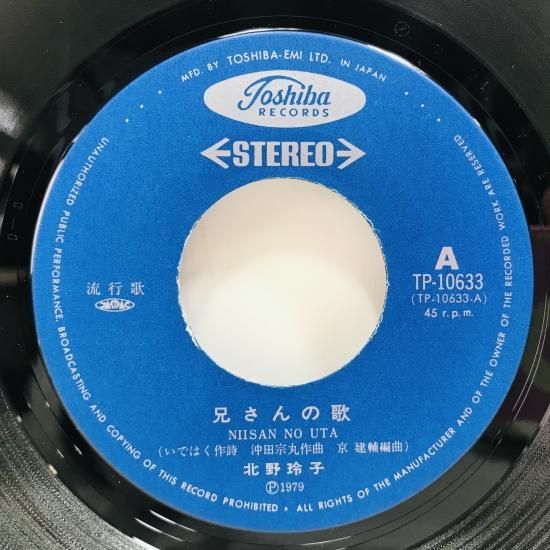 MFD. BY TOSHIBA-EMI LTD. IN JAPAN
Toshiba
RECORDS
STEREO
A
TP-10633
(TP-10633-A)
45 r.p.m.
流行歌
JASRAC
兄さんの歌
NIISAN NO UTA
(いではく作詩 沖田宗丸作曲 京 建輔編曲)
北野玲子
Ⓟ1979
UNAUTHORIZED PUBLIC PERFORMANCE, BROADCASTING AND COPYING OF THIS RECORD PROHIBITED • ALL RIGHTS OF THE MANUFACTURER AND OF THE OWNER OF THE RECORDED WORK ARE RESERVED